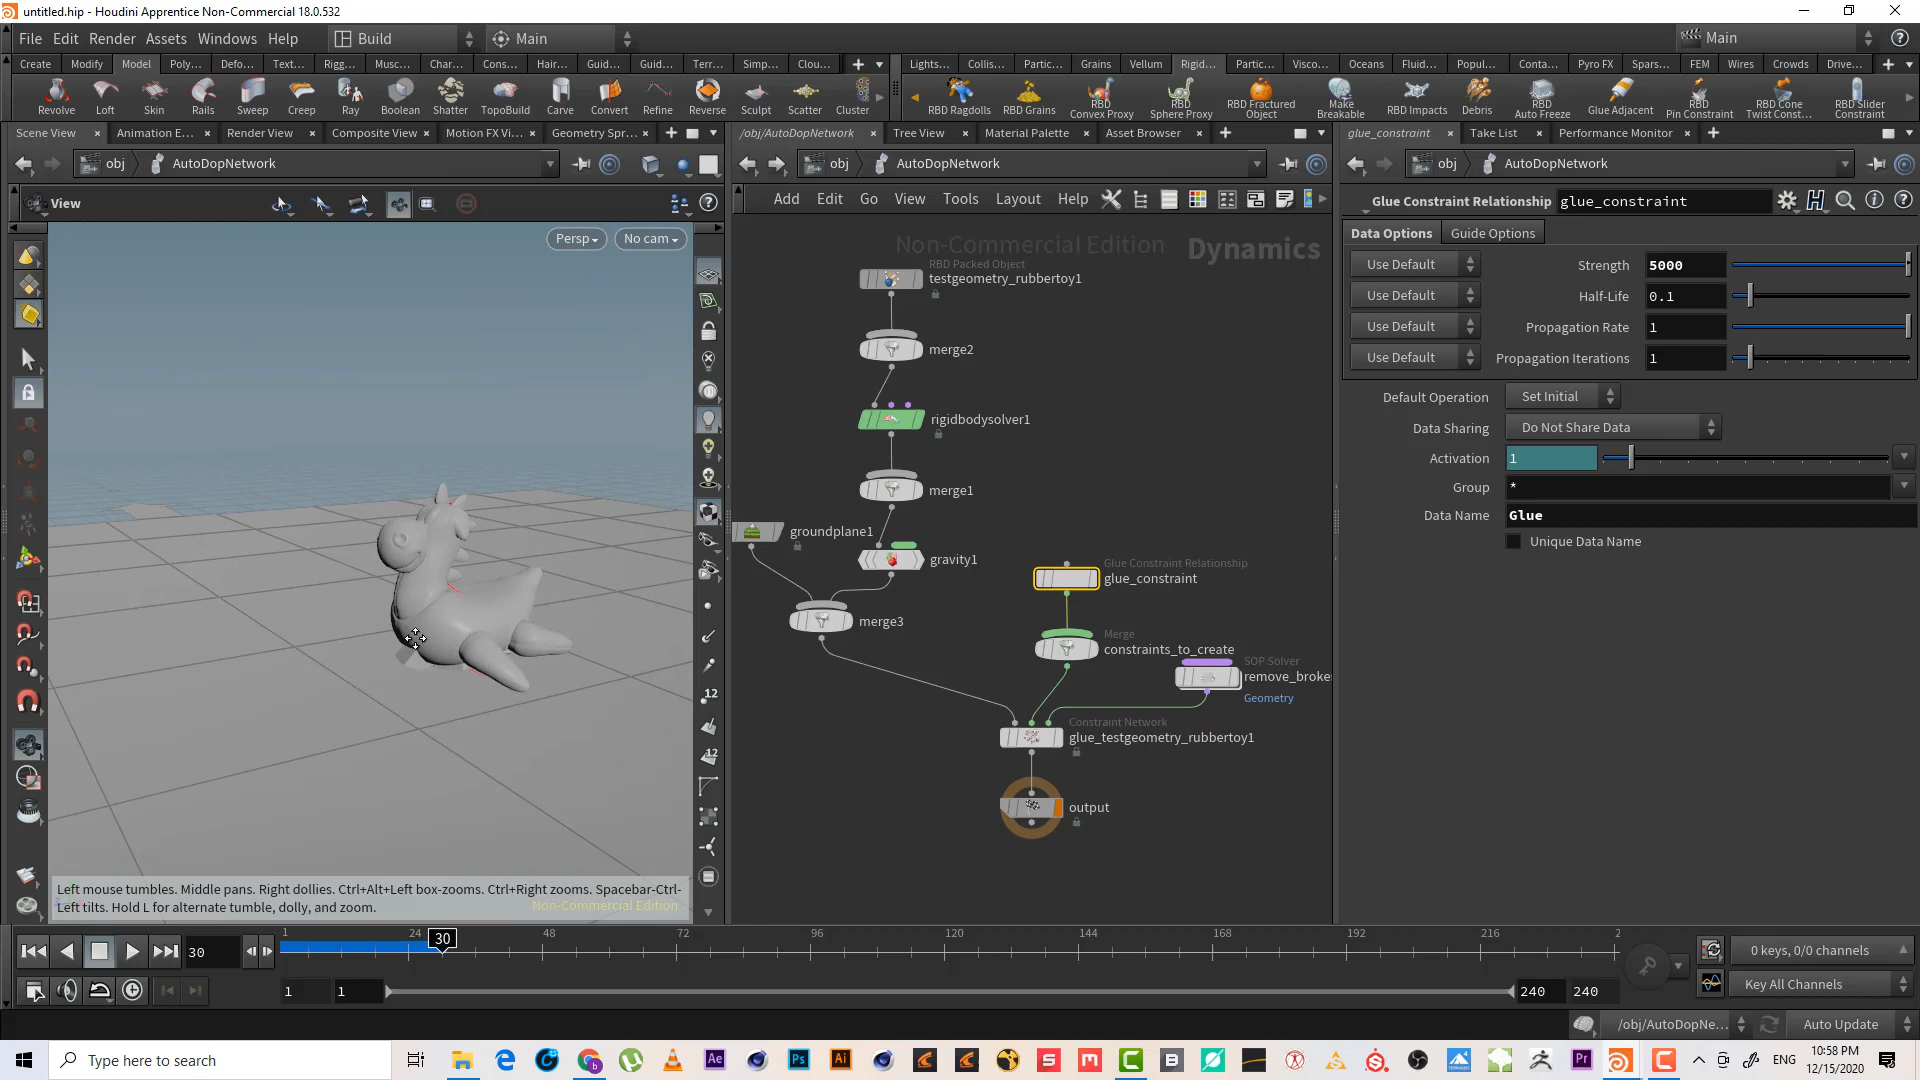 untitled.hip - Houdini Apprentice Non-Commercial 18.0.532
File Edit Render Assets Windows Help Build Main Main
Create Modify Model Poly... Defo... Text... Rigg... Musc... Char... Cons... Hair... Guid... Guid... Terr... Simp... Clou...
Lights... Collis... Partic... Grains Vellum Rigid... Partic... Visco... Oceans Fluid... Popul... Conta... Pyro FX Spars... FEM Wires Crowds Drive...
Revolve Loft Skin Rails Sweep Creep Ray Boolean Shatter TopoBuild Carve Convert Refine Reverse Sculpt Scatter Cluster
RBD Ragdolls RBD Grains RBD Convex Proxy RBD Sphere Proxy RBD Fractured Object Make Breakable RBD Impacts Debris RBD Auto Freeze Glue Adjacent RBD Pin Constraint RBD Cone Twist Const... RBD Slider Constraint
Scene View Animation E... Render View Composite View Motion FX Vi... Geometry Spr...
/obj/AutoDopNetwork Tree View Material Palette Asset Browser
glue_constraint Take List Performance Monitor
obj AutoDopNetwork
obj AutoDopNetwork
obj AutoDopNetwork
View
Add Edit Go View Tools Layout Help
Glue Constraint Relationship glue_constraint
Persp No cam
Data Options Guide Options
Non-Commercial Edition Dynamics
RBD Packed Object
testgeometry_rubbertoy1
merge2
rigidbodysolver1
merge1
groundplane1
gravity1
Glue Constraint Relationship
glue_constraint
merge3
Merge
constraints_to_create
SOP Solver
remove_broke
Geometry
Constraint Network
glue_testgeometry_rubbertoy1
output
Use Default Strength 5000
Use Default Half-Life 0.1
Use Default Propagation Rate 1
Use Default Propagation Iterations 1
Default Operation Set Initial
Data Sharing Do Not Share Data
Activation 1
Group *
Data Name Glue
Unique Data Name
Left mouse tumbles. Middle pans. Right dollies. Ctrl+Alt+Left box-zooms. Ctrl+Right zooms. Spacebar-Ctrl-
Left tilts. Hold L for alternate tumble, dolly, and zoom.
Non-Commercial Edition
12
12
30
1 24 30 48 72 96 120 144 168 192 216 2
0 keys, 0/0 channels
1 1 240 240
Key All Channels
/obj/AutoDopNe... Auto Update
Type here to search
ENG
10:58 PM
12/15/2020